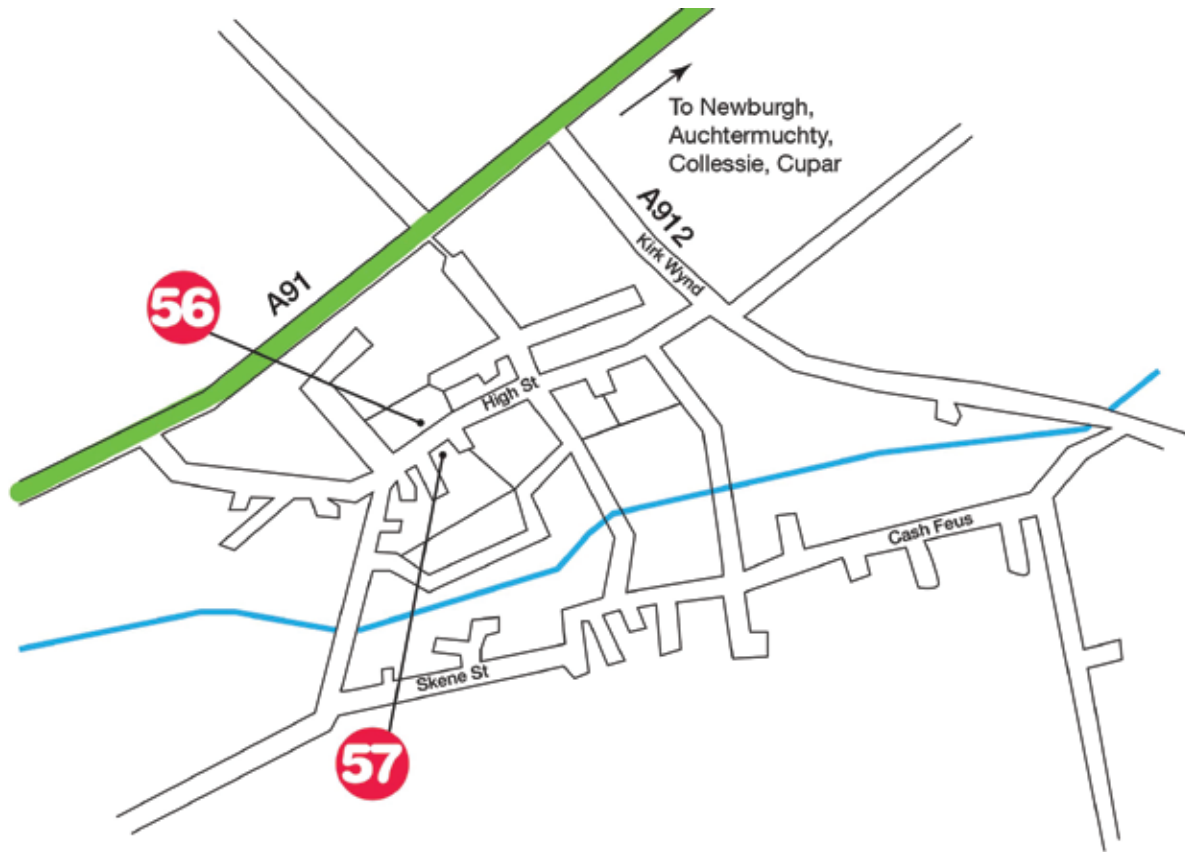 To Newburgh,
Auchtermuchty,
Collessie, Cupar
A912
Kirk Wynd
A91
56
High St
Cash Feus
Skene St
57